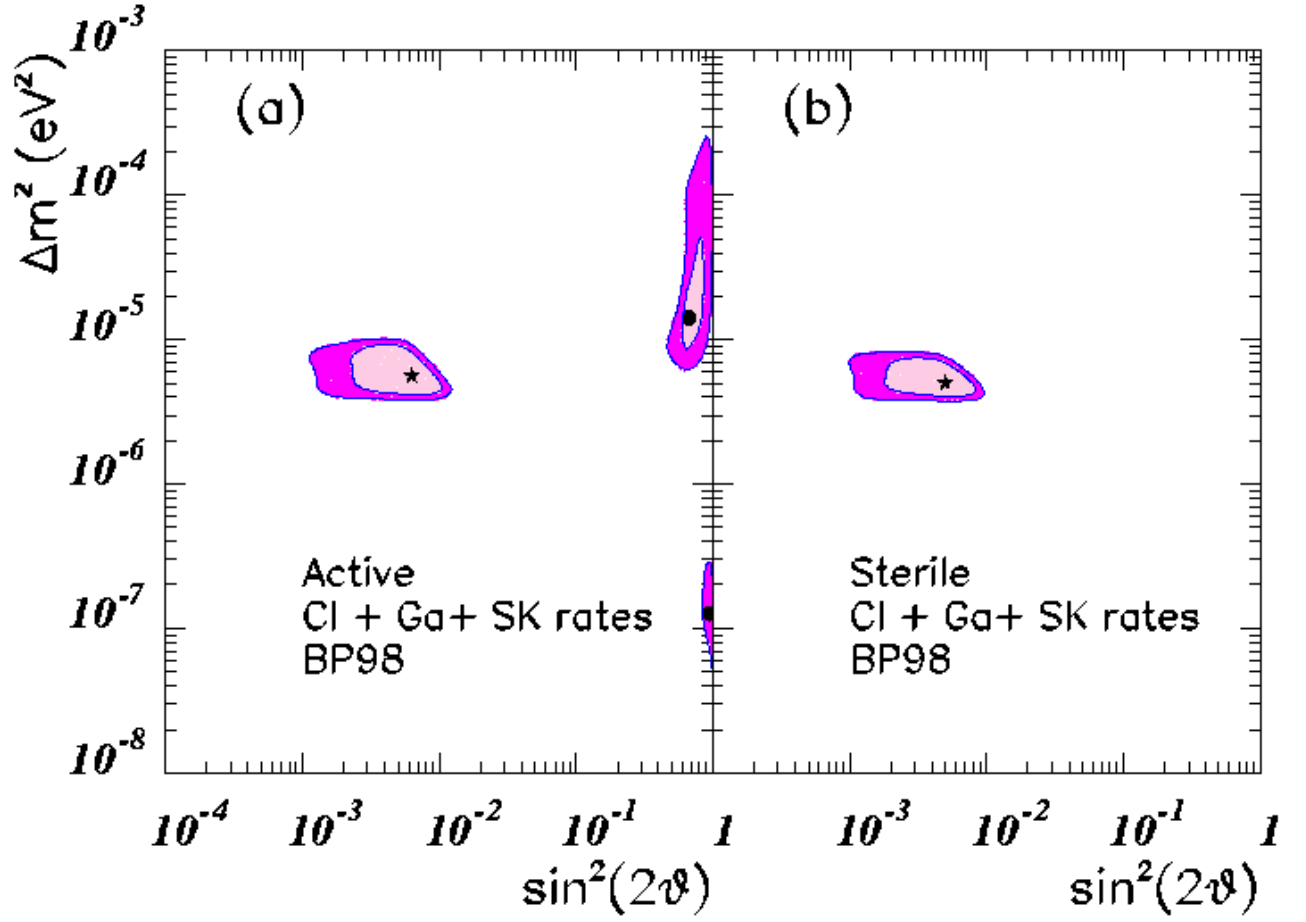 Δm² (eV²)
10⁻³
10⁻⁴
10⁻⁵
10⁻⁶
10⁻⁷
10⁻⁸
(a)
Active
Cl + Ga+ SK rates
BP98
(b)
Sterile
Cl + Ga+ SK rates
BP98
10⁻⁴ 10⁻³ 10⁻² 10⁻¹ 1 10⁻³ 10⁻² 10⁻¹ 1
sin²(2ϑ) sin²(2ϑ)